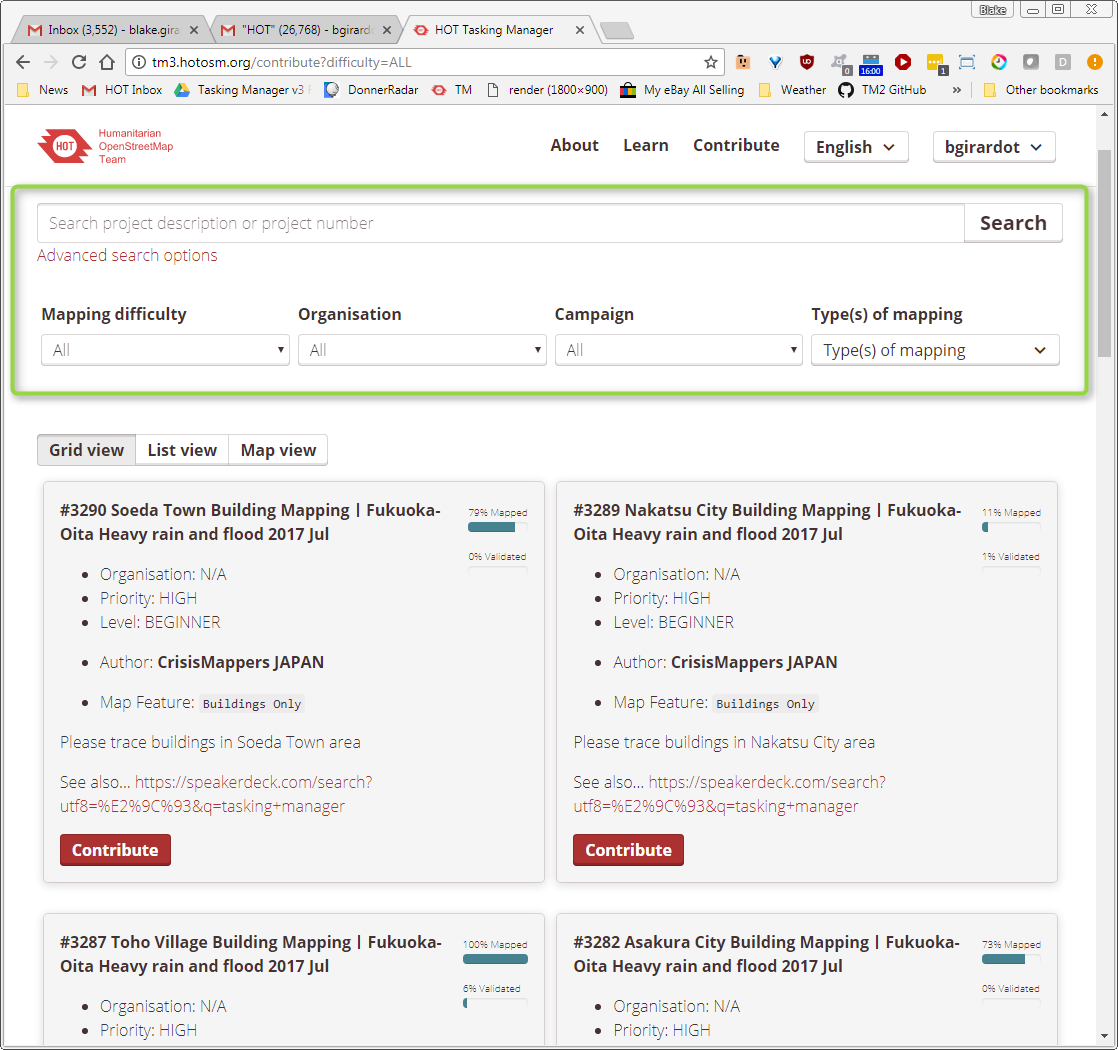 Blake
Inbox (3,552) - blake.gira
"HOT" (26,768) - bgirardo
HOT Tasking Manager
tm3.hotosm.org/contribute?difficulty=ALL
0
16:00
1
D
News
HOT Inbox
Tasking Manager v3
DonnerRadar
TM
render (1800×900)
My eBay All Selling
Weather
TM2 GitHub
»
Other bookmarks
HOT
Humanitarian
OpenStreetMap
Team
About
Learn
Contribute
English
bgirardot
Search project description or project number
Search
Advanced search options
Mapping difficulty
Organisation
Campaign
Type(s) of mapping
All
All
All
Type(s) of mapping
Grid view
List view
Map view
#3290 Soeda Town Building Mapping | Fukuoka-
Oita Heavy rain and flood 2017 Jul
79% Mapped
0% Validated
Organisation: N/A
Priority: HIGH
Level: BEGINNER
Author: CrisisMappers JAPAN
Map Feature: Buildings Only
Please trace buildings in Soeda Town area
See also... https://speakerdeck.com/search?
utf8=%E2%9C%93&q=tasking+manager
Contribute
#3289 Nakatsu City Building Mapping | Fukuoka-
Oita Heavy rain and flood 2017 Jul
11% Mapped
1% Validated
Organisation: N/A
Priority: HIGH
Level: BEGINNER
Author: CrisisMappers JAPAN
Map Feature: Buildings Only
Please trace buildings in Nakatsu City area
See also... https://speakerdeck.com/search?
utf8=%E2%9C%93&q=tasking+manager
Contribute
#3287 Toho Village Building Mapping | Fukuoka-
Oita Heavy rain and flood 2017 Jul
100% Mapped
6% Validated
Organisation: N/A
Priority: HIGH
#3282 Asakura City Building Mapping | Fukuoka-
Oita Heavy rain and flood 2017 Jul
73% Mapped
0% Validated
Organisation: N/A
Priority: HIGH